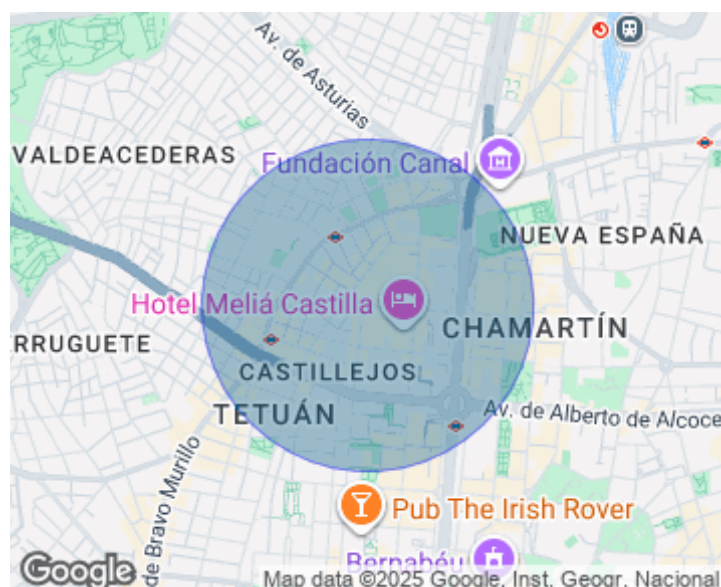 Av. de Asturias
VALDEACEDERAS
Fundación Canal
NUEVA ESPAÑA
Hotel Meliá Castilla
CHAMARTÍN
ERRUGUETE
CASTILLEJOS
TETUÁN
Av. de Alberto de Alcoce
de Bravo Murillo
Pub The Irish Rover
Bernabéu
Google
Map data ©2025 Google, Inst. Geogr. Nacional